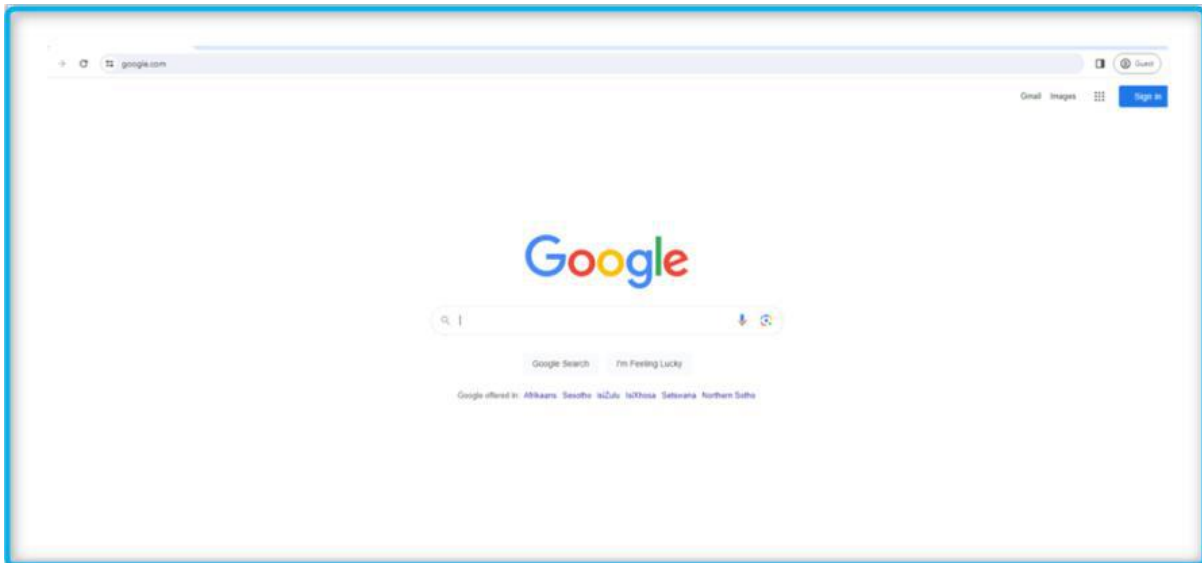 google.com
Guest
Gmail Images
Sign in
Google
Google Search I'm Feeling Lucky
Google offered in: Afrikaans Sesotho isiZulu IsiXhosa Setswana Northern Sotho